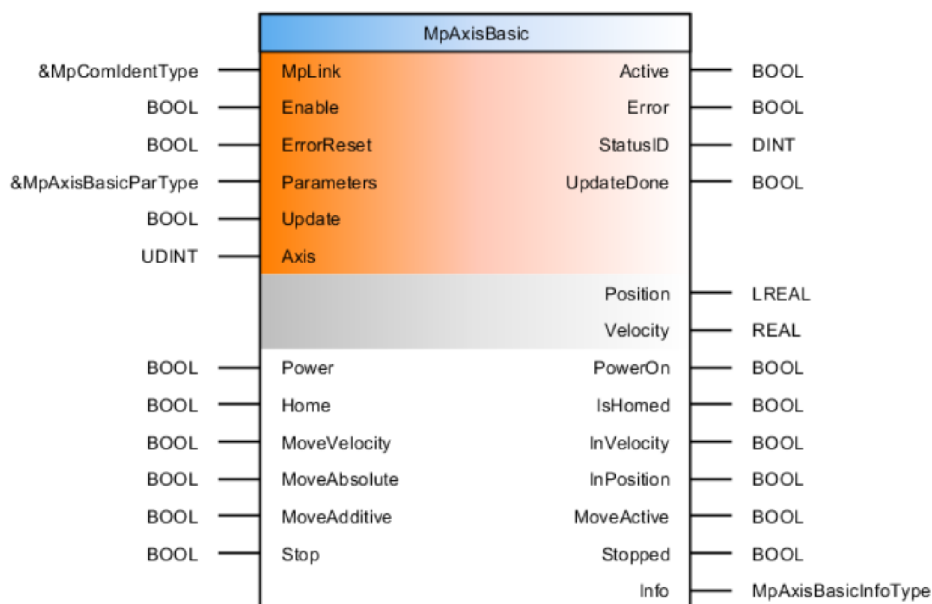 MpAxisBasic
&MpComIdentType MpLink Active BOOL
BOOL Enable Error BOOL
BOOL ErrorReset StatusID DINT
&MpAxisBasicParType Parameters UpdateDone BOOL
BOOL Update
UDINT Axis
Position LREAL
Velocity REAL
BOOL Power PowerOn BOOL
BOOL Home IsHomed BOOL
BOOL MoveVelocity InVelocity BOOL
BOOL MoveAbsolute InPosition BOOL
BOOL MoveAdditive MoveActive BOOL
BOOL Stop Stopped BOOL
Info MpAxisBasicInfoType